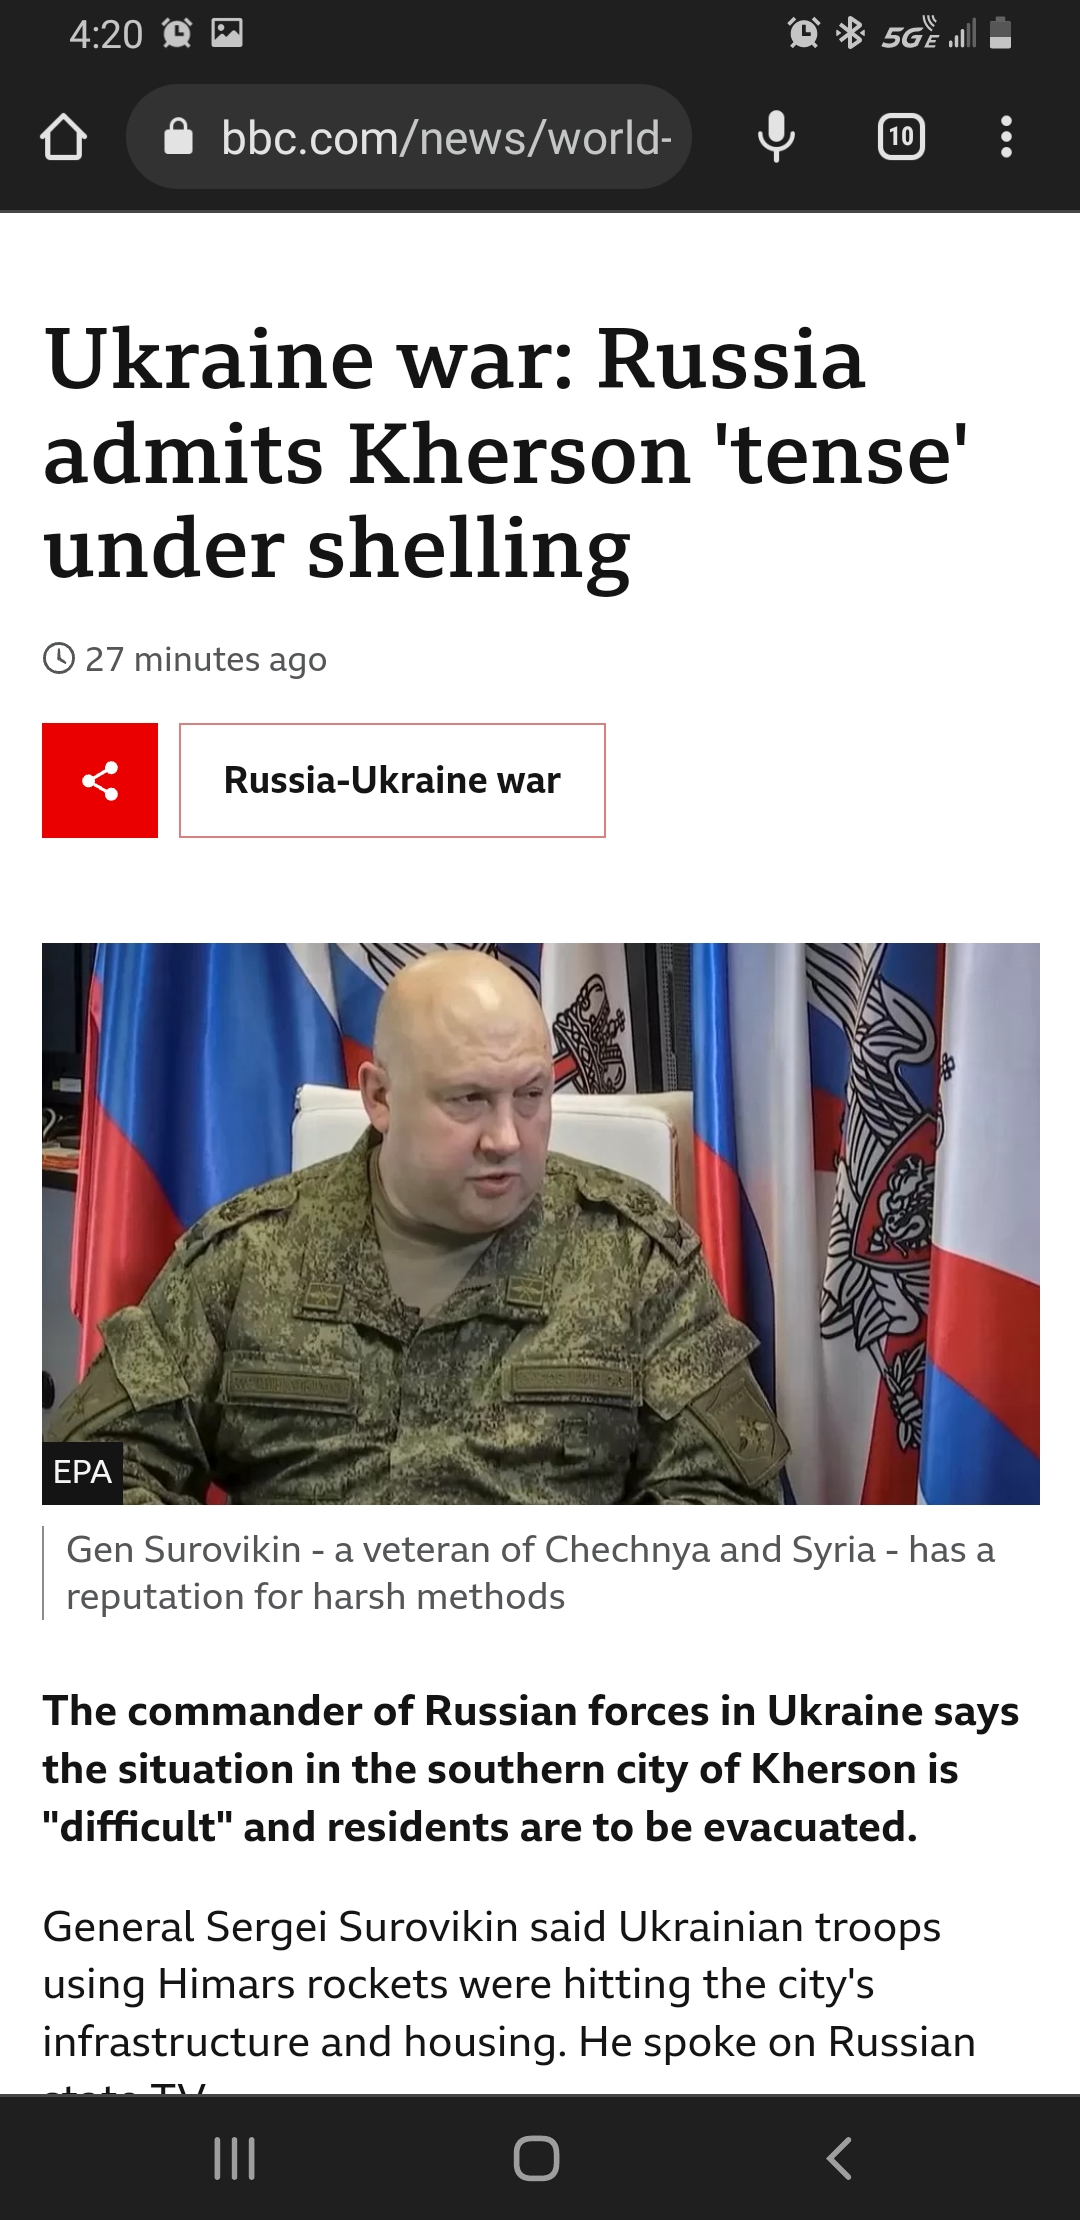 4:20
5GE
bbc.com/news/world-
10
Ukraine war: Russia
admits Kherson 'tense'
under shelling
27 minutes ago
Russia-Ukraine war
EPA
Gen Surovikin - a veteran of Chechnya and Syria - has a
reputation for harsh methods
The commander of Russian forces in Ukraine says
the situation in the southern city of Kherson is
"difficult" and residents are to be evacuated.
General Sergei Surovikin said Ukrainian troops
using Himars rockets were hitting the city's
infrastructure and housing. He spoke on Russian
state TV